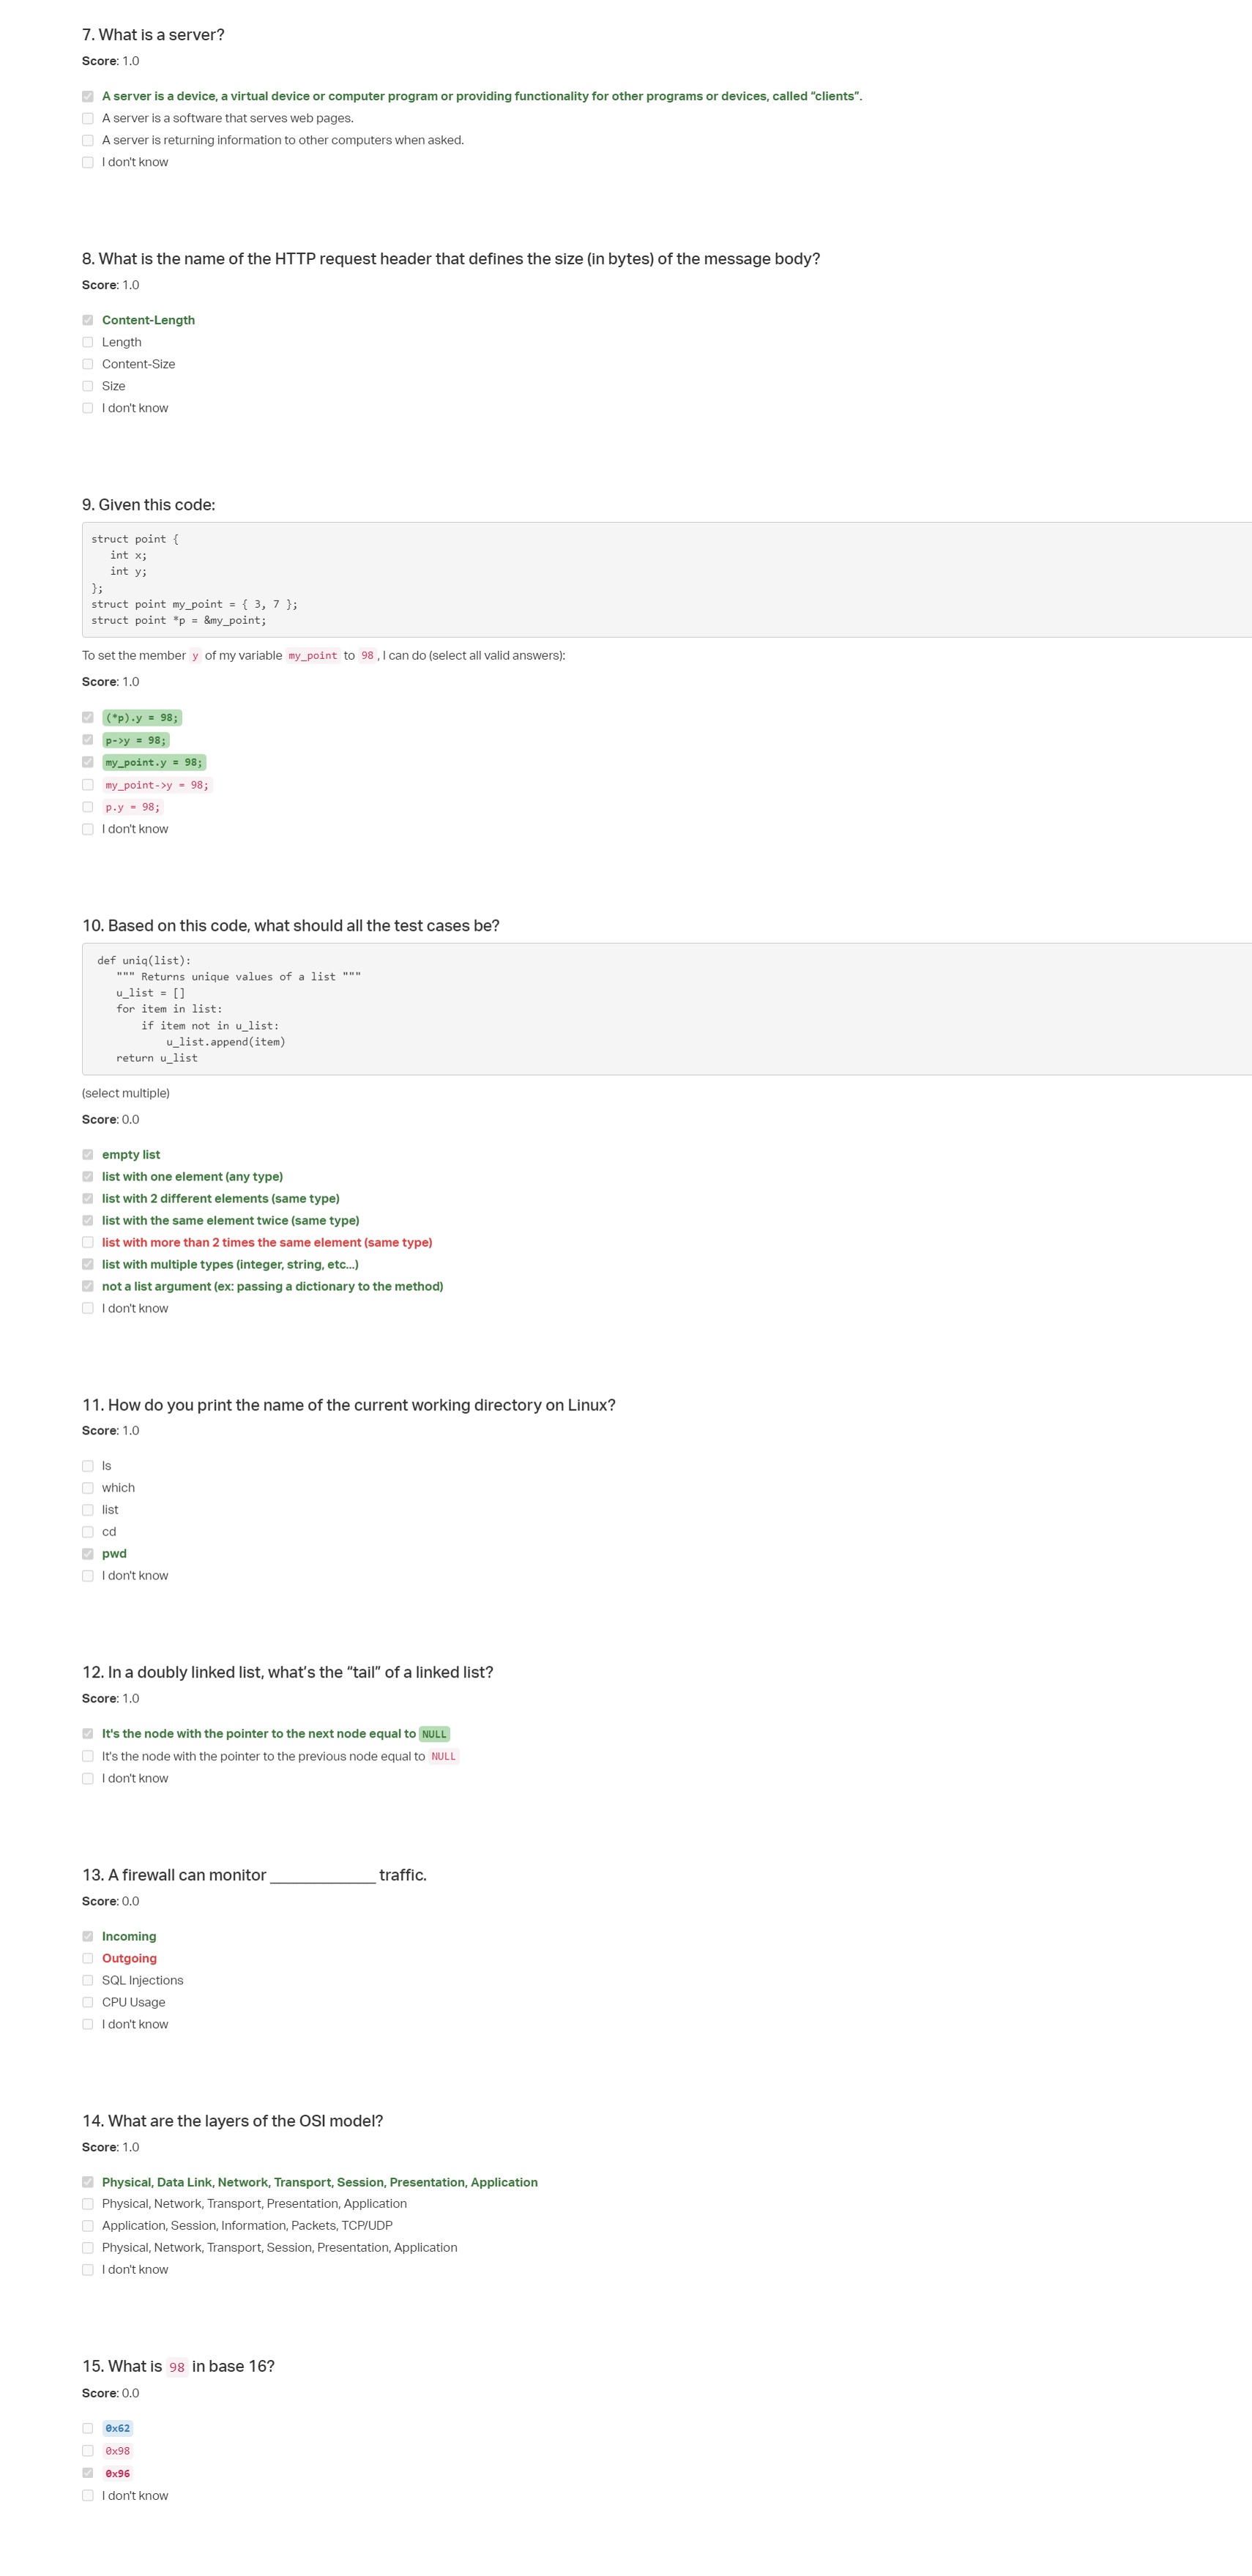 7. What is a server?
Score: 1.0
A server is a device, a virtual device or computer program or providing functionality for other programs or devices, called “clients”.
A server is a software that serves web pages.
A server is returning information to other computers when asked.
I don't know
8. What is the name of the HTTP request header that defines the size (in bytes) of the message body?
Score: 1.0
Content-Length
Length
Content-Size
Size
I don't know
9. Given this code:
struct point {
   int x;
   int y;
};
struct point my_point = { 3, 7 };
struct point *p = &my_point;
To set the member y of my variable my_point to 98, I can do (select all valid answers):
Score: 1.0
(*p).y = 98;
p->y = 98;
my_point.y = 98;
my_point->y = 98;
p.y = 98;
I don't know
10. Based on this code, what should all the test cases be?
def uniq(list):
   """ Returns unique values of a list """
   u_list = []
   for item in list:
       if item not in u_list:
           u_list.append(item)
   return u_list
(select multiple)
Score: 0.0
empty list
list with one element (any type)
list with 2 different elements (same type)
list with the same element twice (same type)
list with more than 2 times the same element (same type)
list with multiple types (integer, string, etc...)
not a list argument (ex: passing a dictionary to the method)
I don't know
11. How do you print the name of the current working directory on Linux?
Score: 1.0
ls
which
list
cd
pwd
I don't know
12. In a doubly linked list, what’s the “tail” of a linked list?
Score: 1.0
It's the node with the pointer to the next node equal to NULL
It's the node with the pointer to the previous node equal to NULL
I don't know
13. A firewall can monitor _____________ traffic.
Score: 0.0
Incoming
Outgoing
SQL Injections
CPU Usage
I don't know
14. What are the layers of the OSI model?
Score: 1.0
Physical, Data Link, Network, Transport, Session, Presentation, Application
Physical, Network, Transport, Presentation, Application
Application, Session, Information, Packets, TCP/UDP
Physical, Network, Transport, Session, Presentation, Application
I don't know
15. What is 98 in base 16?
Score: 0.0
0x62
0x98
0x96
I don't know